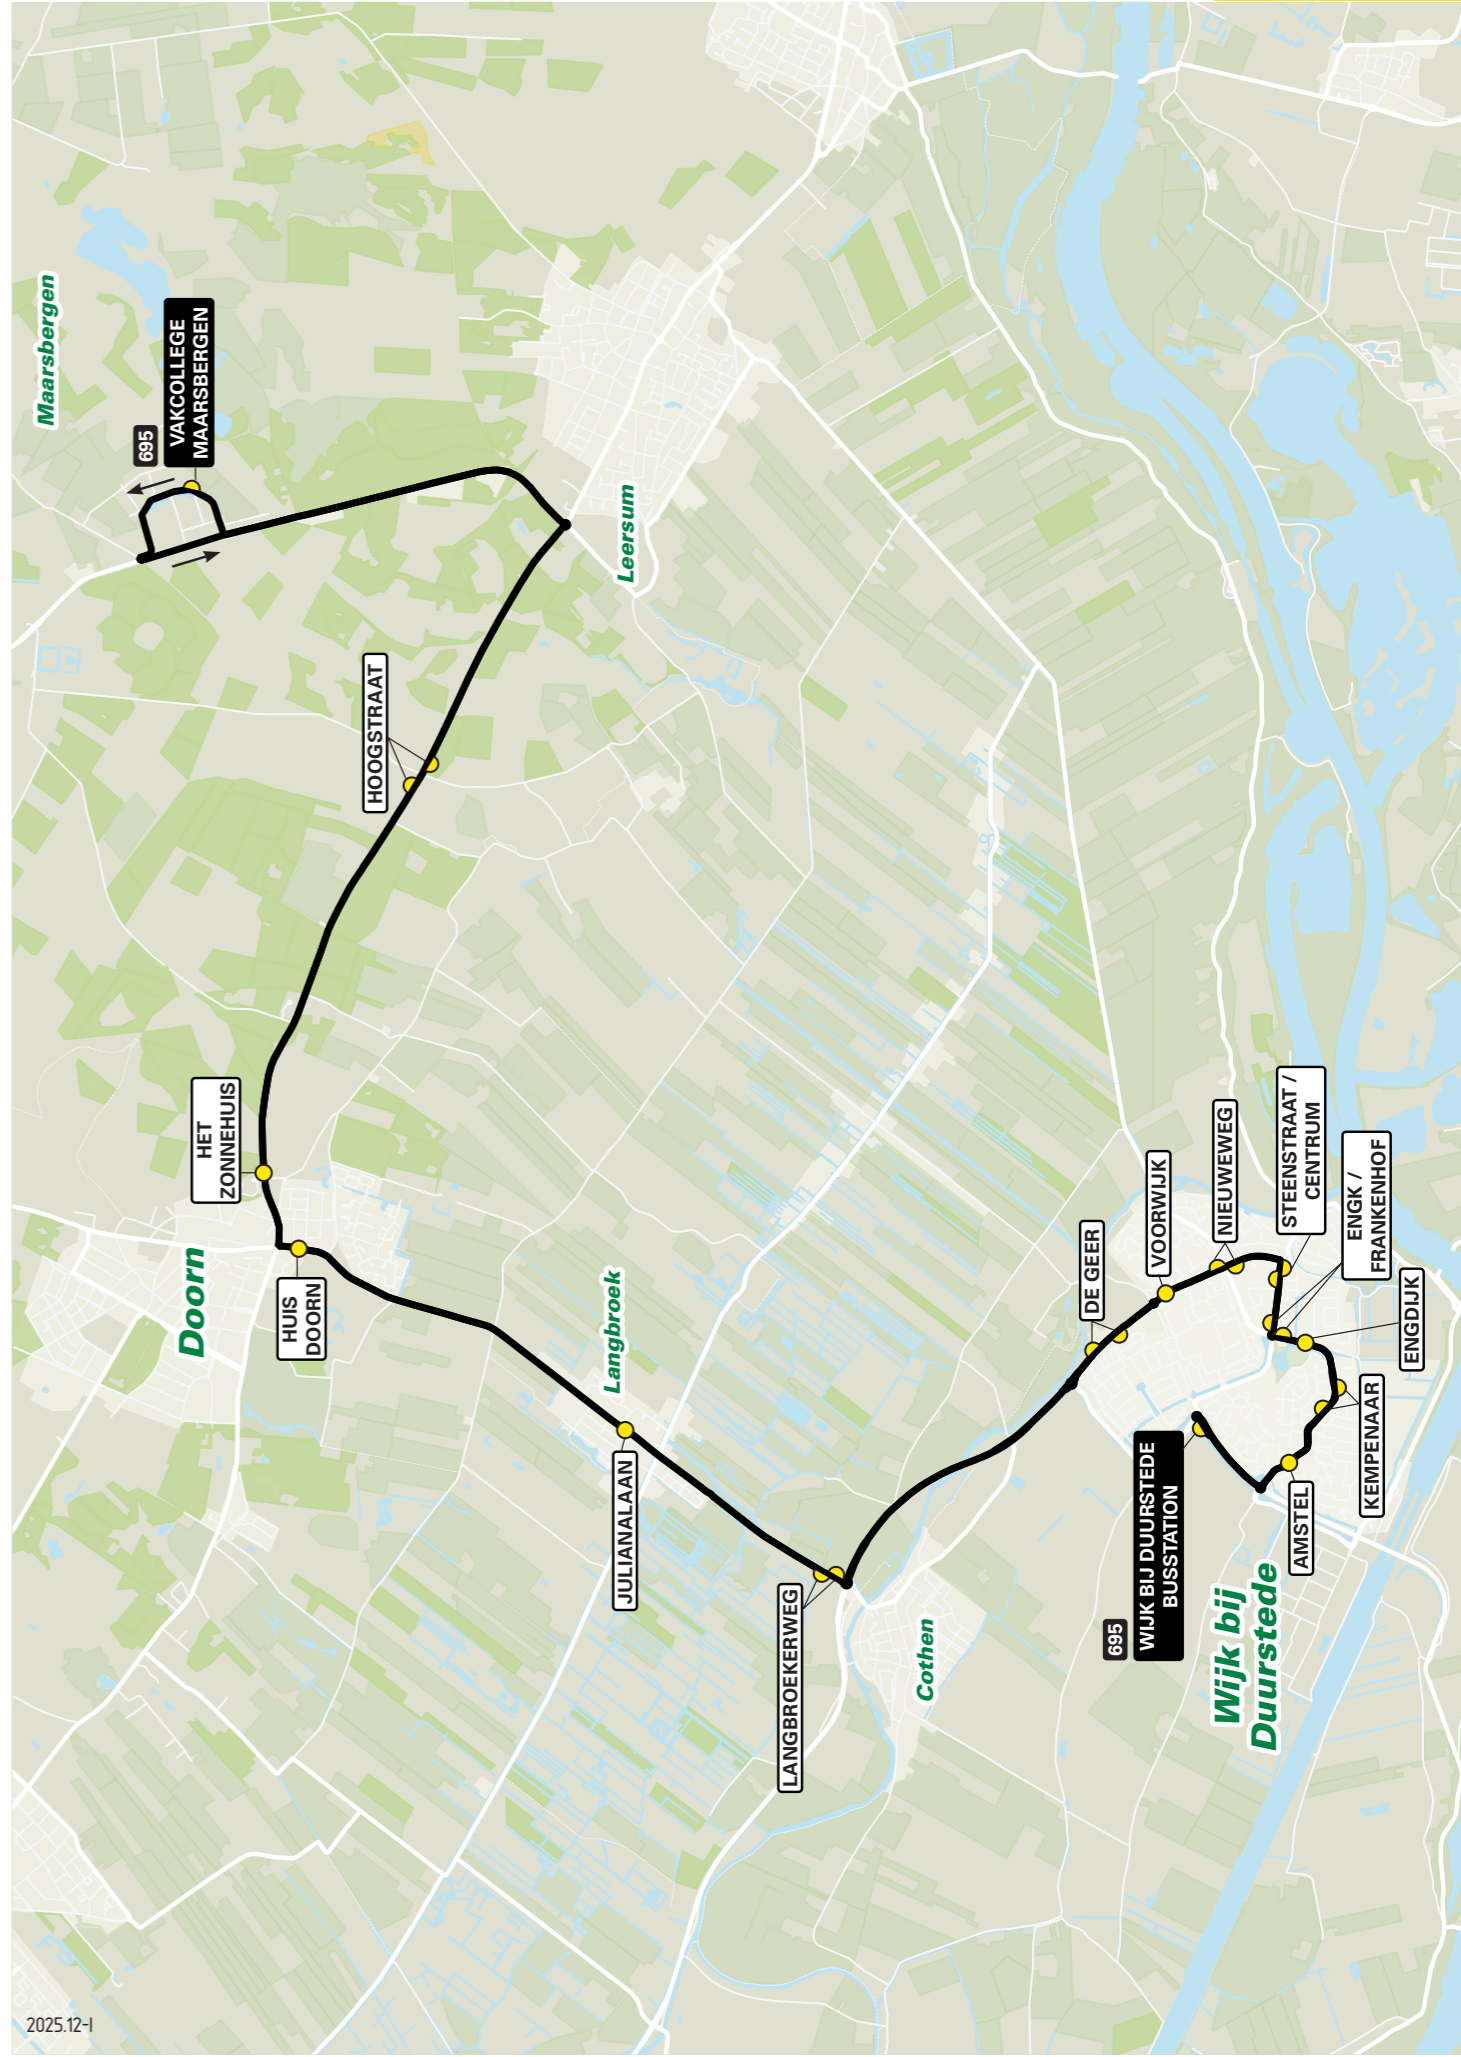 Maarsbergen
695
VAKCOLLEGE
MAARSBERGEN
Leersum
HOOGSTRAAT
HET
ZONNEHUIS
Doorn
HUIS
DOORN
Langbroek
JULIANALAAN
LANGBROEKERWEG
Cothen
DE GEER
VOORWIJK
NIEUWEWEG
STEENSTRAAT /
CENTRUM
ENGK /
FRANKENHOF
ENGDIJK
KEMPENAAR
AMSTEL
695
WIJK BIJ DUURSTEDE
BUSSTATION
Wijk bij
Duurstede
2025.12-I